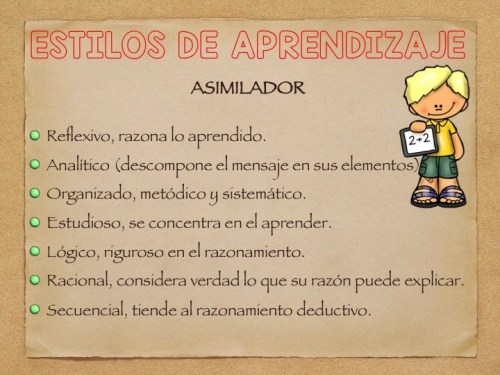 ESTILOS DE APRENDIZAJE
ASIMILADOR
Reflexivo, razona lo aprendido.
Analítico (descompone el mensaje en sus elementos)
2+2
Organizado, metódico y sistemático.
Estudioso, se concentra en el aprender.
Lógico, riguroso en el razonamiento.
Racional, considera verdad lo que su razón puede explicar.
Secuencial, tiende al razonamiento deductivo.